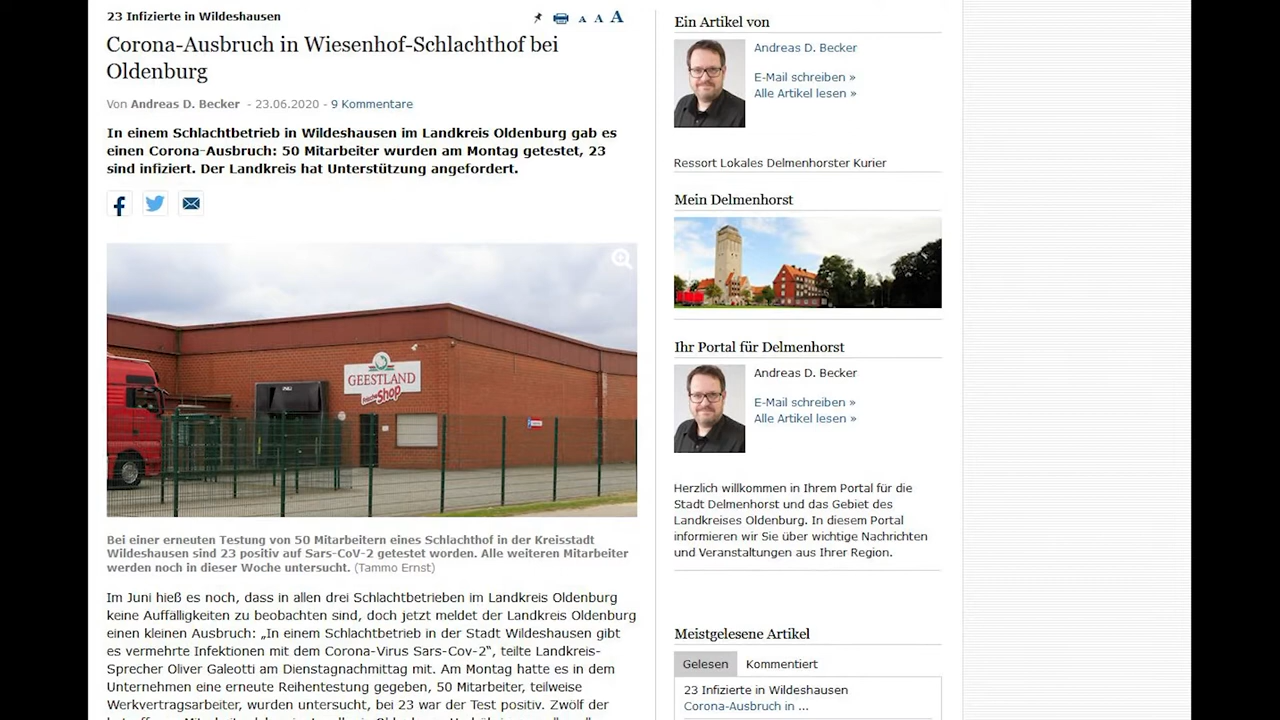 23 Infizierte in Wildeshausen
A A A
Corona-Ausbruch in Wiesenhof-Schlachthof bei
Oldenburg
Von Andreas D. Becker - 23.06.2020 - 9 Kommentare
In einem Schlachtbetrieb in Wildeshausen im Landkreis Oldenburg gab es
einen Corona-Ausbruch: 50 Mitarbeiter wurden am Montag getestet, 23
sind infiziert. Der Landkreis hat Unterstützung angefordert.
GEESTLAND
frische Shop
Bei einer erneuten Testung von 50 Mitarbeitern eines Schlachthof in der Kreisstadt
Wildeshausen sind 23 positiv auf Sars-CoV-2 getestet worden. Alle weiteren Mitarbeiter
werden noch in dieser Woche untersucht. (Tammo Ernst)
Im Juni hieß es noch, dass in allen drei Schlachtbetrieben im Landkreis Oldenburg
keine Auffälligkeiten zu beobachten sind, doch jetzt meldet der Landkreis Oldenburg
einen kleinen Ausbruch: „In einem Schlachtbetrieb in der Stadt Wildeshausen gibt
es vermehrte Infektionen mit dem Corona-Virus Sars-Cov-2“, teilte Landkreis-
Sprecher Oliver Galeotti am Dienstagnachmittag mit. Am Montag hatte es in dem
Unternehmen eine erneute Reihentestung gegeben, 50 Mitarbeiter, teilweise
Werkvertragsarbeiter, wurden untersucht, bei 23 war der Test positiv. Zwölf der
Ein Artikel von
Andreas D. Becker
E-Mail schreiben »
Alle Artikel lesen »
Ressort Lokales Delmenhorster Kurier
Mein Delmenhorst
Ihr Portal für Delmenhorst
Andreas D. Becker
E-Mail schreiben »
Alle Artikel lesen »
Herzlich willkommen in Ihrem Portal für die
Stadt Delmenhorst und das Gebiet des
Landkreises Oldenburg. In diesem Portal
informieren wir Sie über wichtige Nachrichten
und Veranstaltungen aus Ihrer Region.
Meistgelesene Artikel
Gelesen Kommentiert
23 Infizierte in Wildeshausen
Corona-Ausbruch in ...